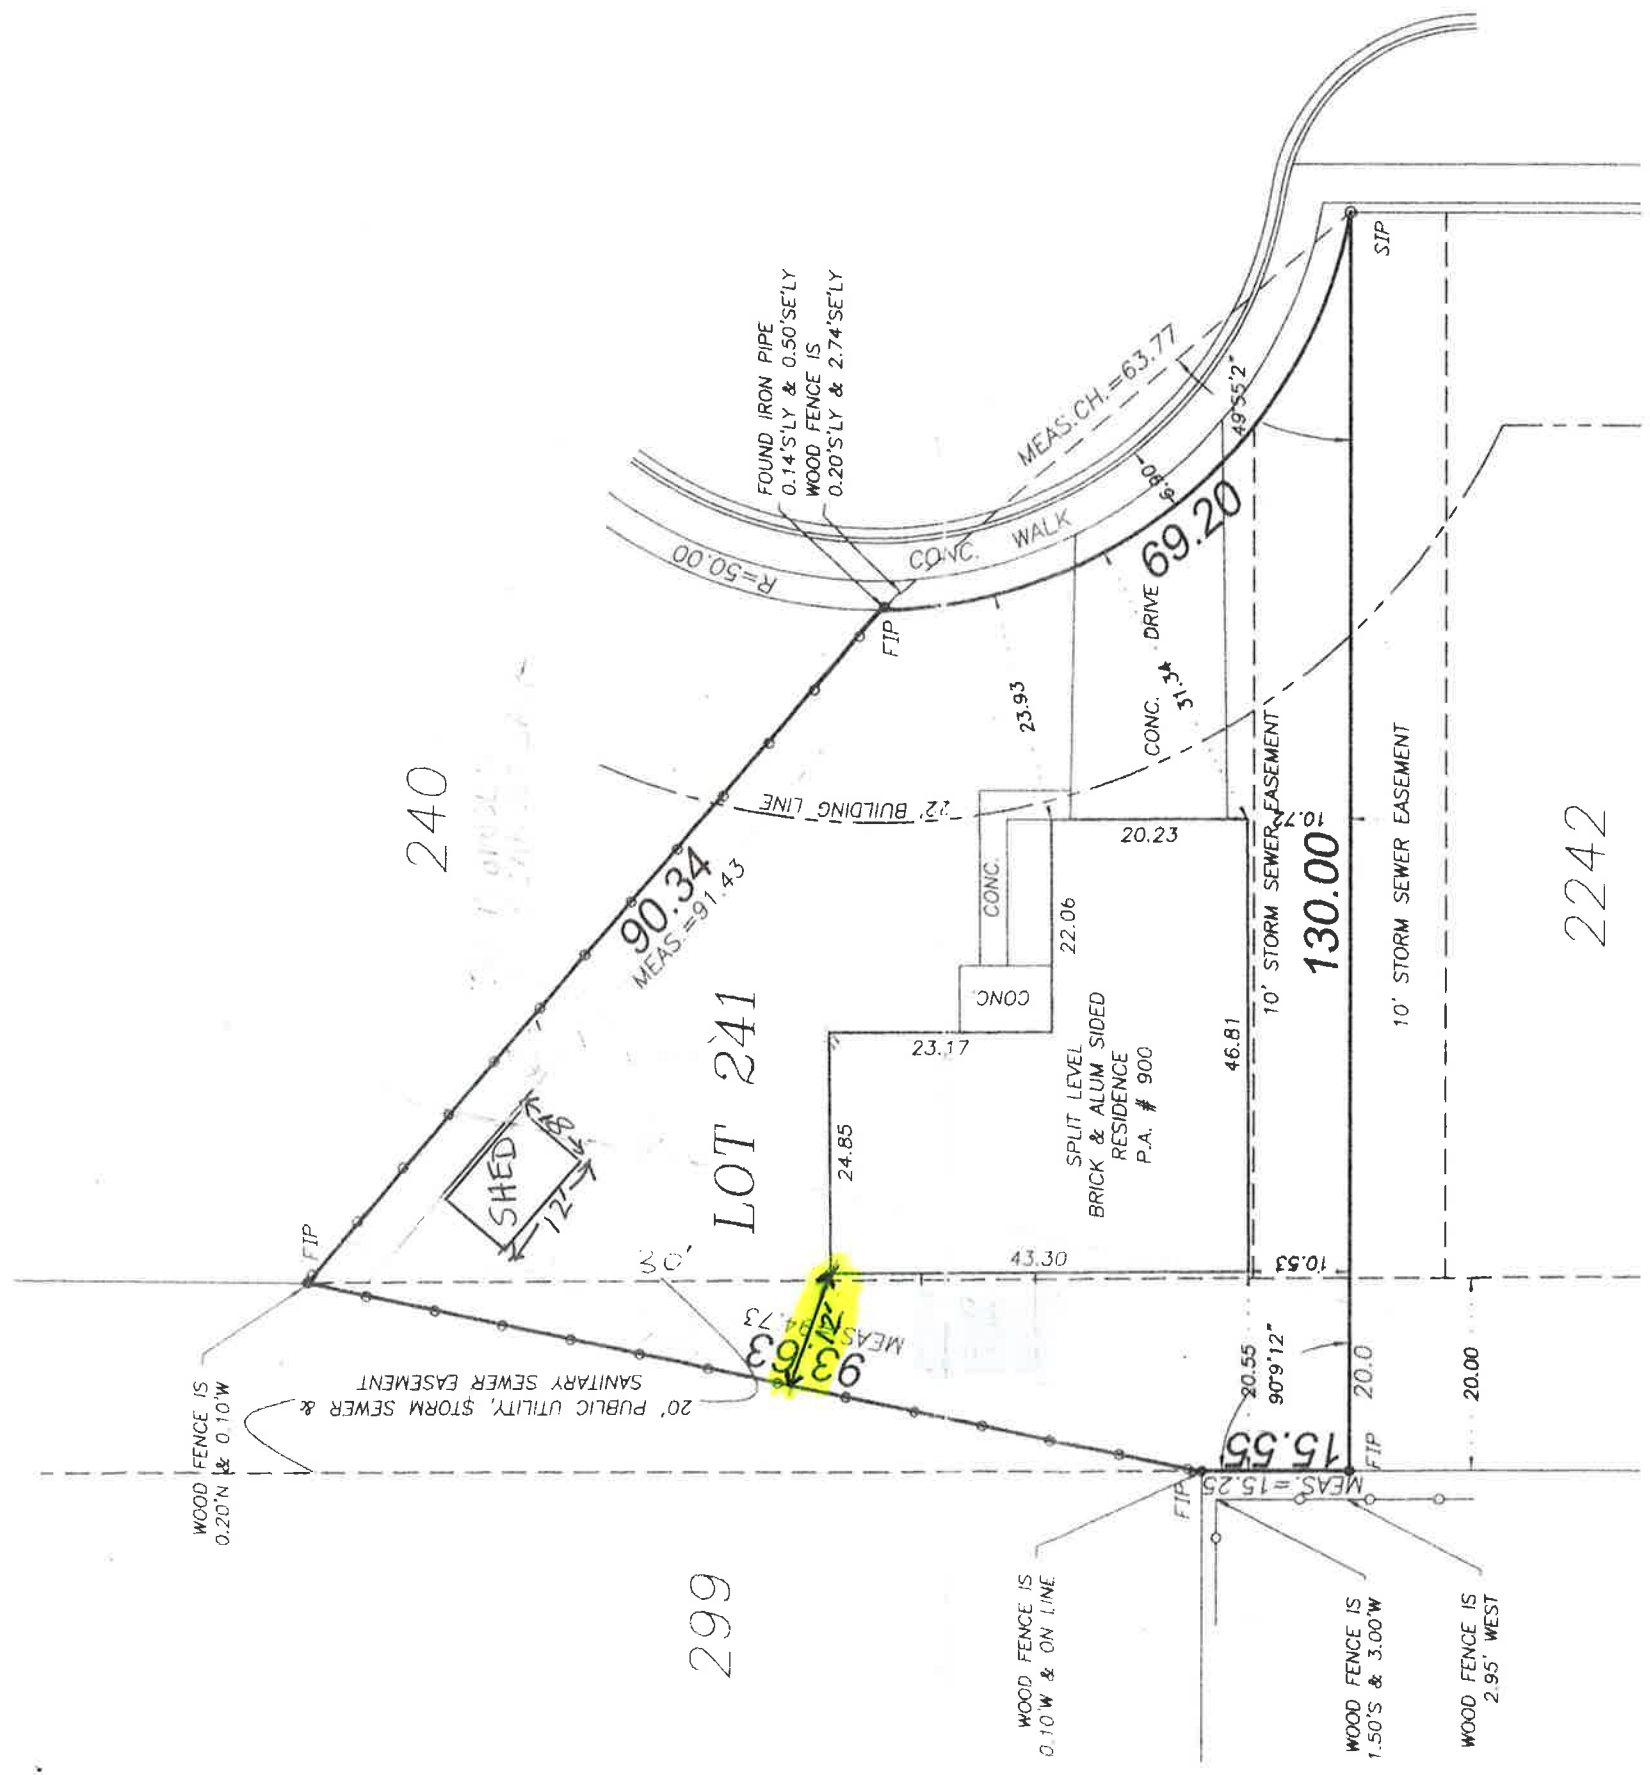 FOUND IRON PIPE
0.14'S'LY & 0.50'SE'LY
WOOD FENCE IS
0.20'S'LY & 2.74'SE'LY
SIP
MEAS.CH.=63.77
49°55'2"
9.90
69.20
CONC. WALK
R=50.00
FIP
240
23.93
CONC. DRIVE
31.34
22' BUILDING LINE
90.34
MEAS.=91.43
CONC.
CONC.
20.23
22.06
23.17
24.85
43.30
46.81
10.72
10.53
130.00
10' STORM SEWER EASEMENT
10' STORM SEWER EASEMENT
2242
LOT 241
SPLIT LEVEL
BRICK & ALUM SIDED
RESIDENCE
P.A. # 900
SHED
8'
12'
FIP
30'
12'
93.63
MEAS.=94.73
20' PUBLIC UTILITY, STORM SEWER &
SANITARY SEWER EASEMENT
WOOD FENCE IS
0.20'N & 0.10'W
20.55
90°9'12"
20.0
20.00
15.55
MEAS.=15.25
FIP
FIP
299
WOOD FENCE IS
0.10'W & ON LINE
WOOD FENCE IS
1.50'S & 3.00'W
WOOD FENCE IS
2.95' WEST